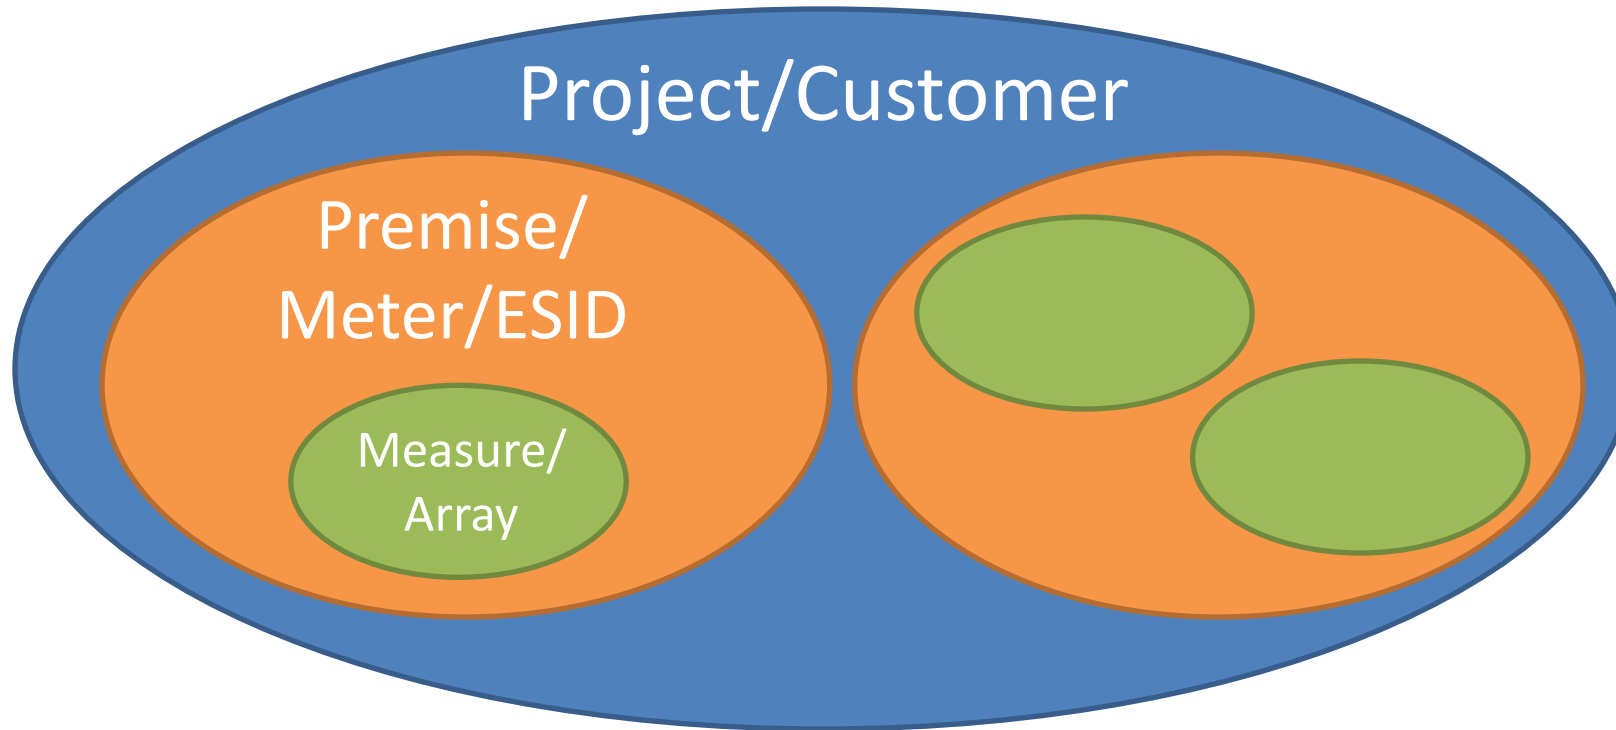 Project/Customer
Premise/
Meter/ESID
Measure/
Array